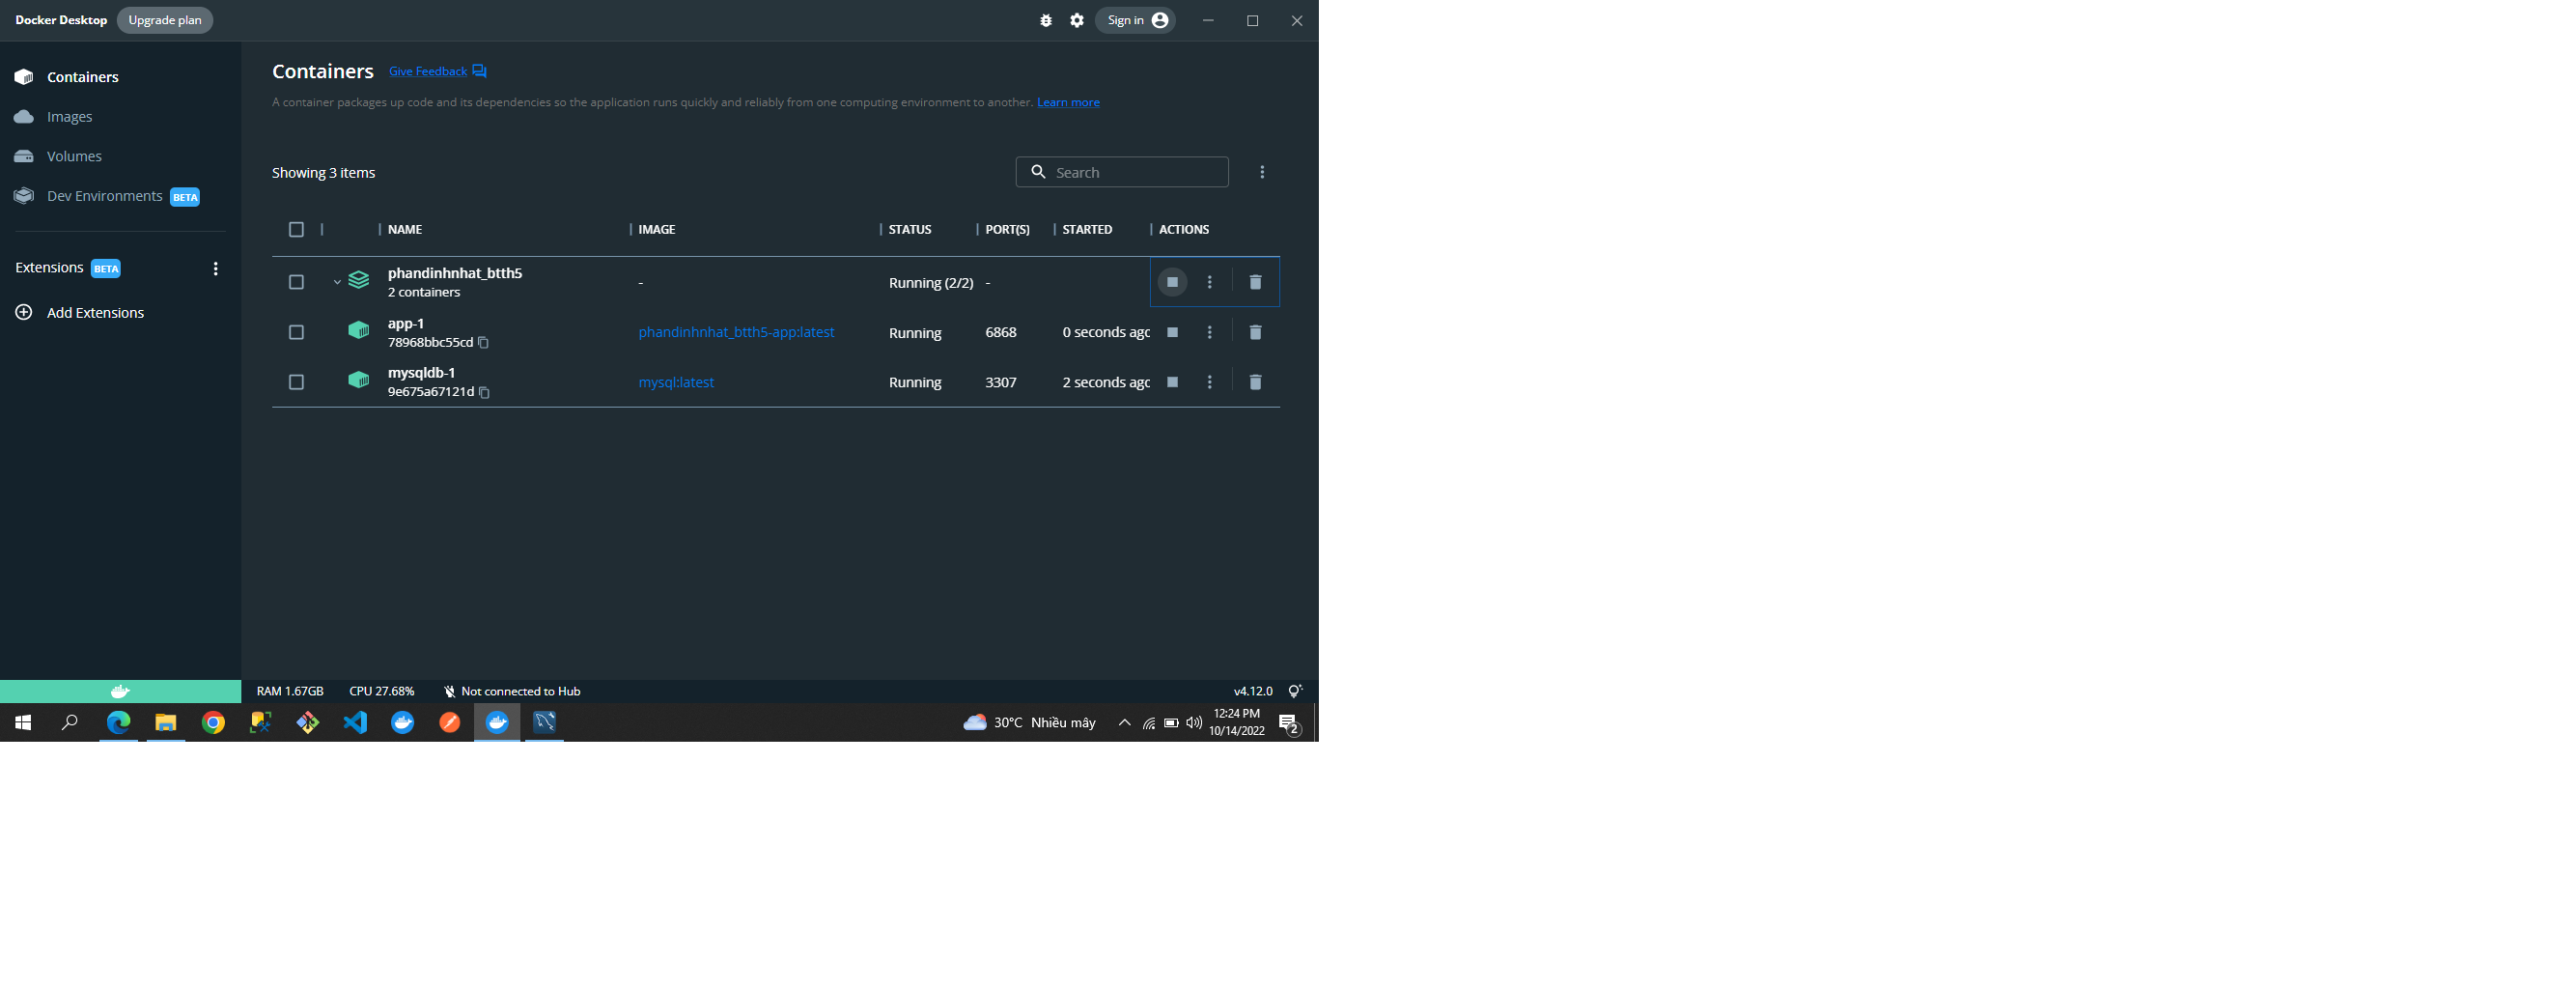 Docker Desktop Upgrade plan Sign in
Containers
Images
Volumes
Dev Environments BETA
Extensions BETA
Add Extensions
Containers Give Feedback
A container packages up code and its dependencies so the application runs quickly and reliably from one computing environment to another. Learn more
Showing 3 items Search
NAME IMAGE STATUS PORT(S) STARTED ACTIONS
phandinhnhat_btth5
2 containers
- Running (2/2) -
app-1
78968bbc55cd
phandinhnhat_btth5-app:latest Running 6868 0 seconds agc
mysqldb-1
9e675a67121d
mysql:latest Running 3307 2 seconds agc
RAM 1.67GB CPU 27.68% Not connected to Hub v4.12.0
30°C Nhiều mây
12:24 PM
10/14/2022
2